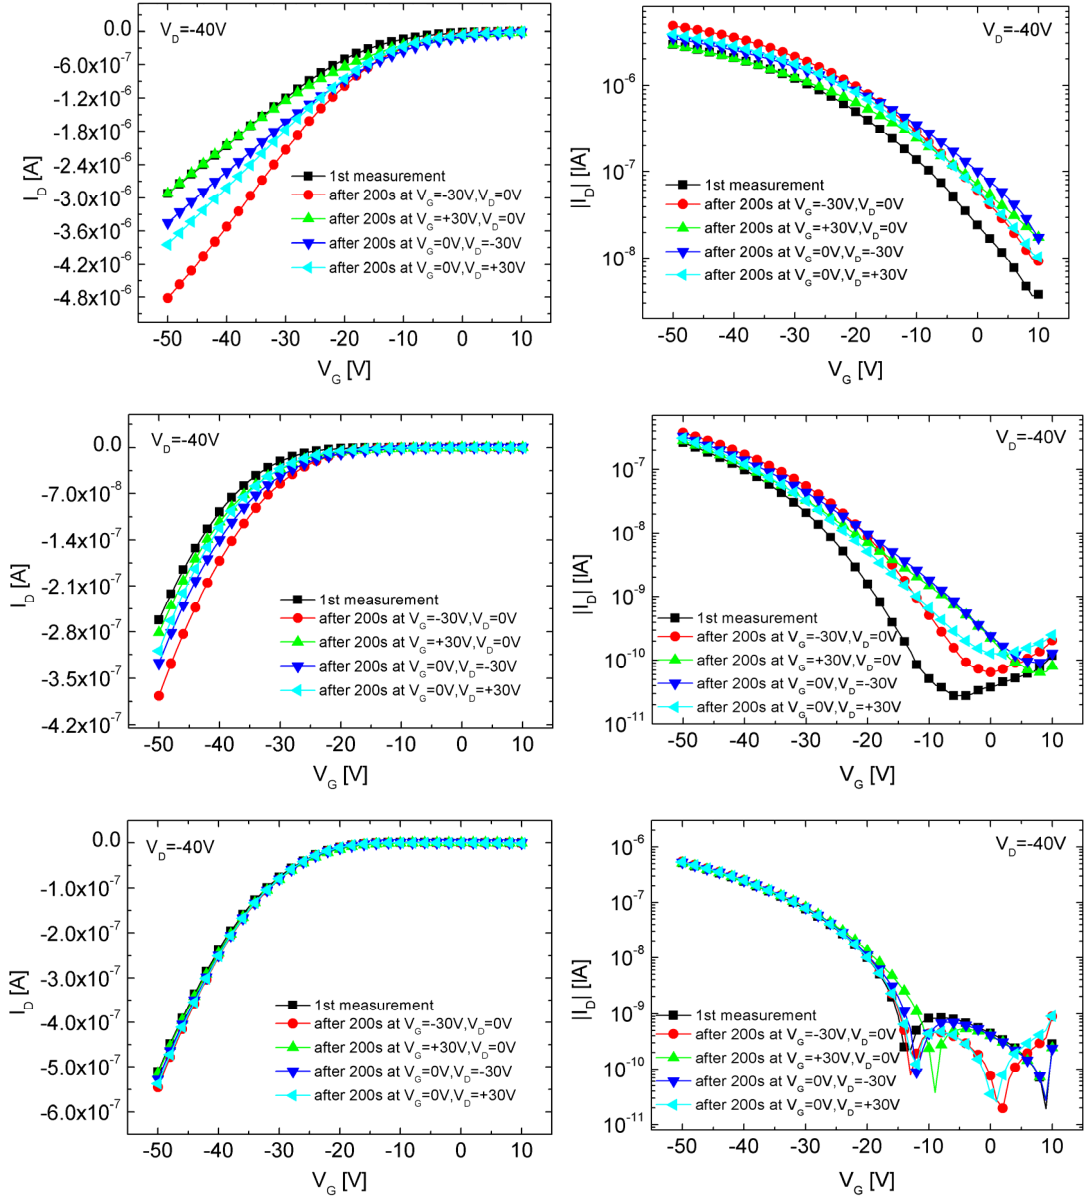 V_D=-40V
0.0
-6.0x10^-7
-1.2x10^-6
-1.8x10^-6
-2.4x10^-6
-3.0x10^-6
-3.6x10^-6
-4.2x10^-6
-4.8x10^-6
I_D [A]
1st measurement
after 200s at V_G=-30V,V_D=0V
after 200s at V_G=+30V,V_D=0V
after 200s at V_G=0V,V_D=-30V
after 200s at V_G=0V,V_D=+30V
-50 -40 -30 -20 -10 0 10
V_G [V]
V_D=-40V
10^-6
10^-7
10^-8
|I_D| [IA]
1st measurement
after 200s at V_G=-30V,V_D=0V
after 200s at V_G=+30V,V_D=0V
after 200s at V_G=0V,V_D=-30V
after 200s at V_G=0V,V_D=+30V
-50 -40 -30 -20 -10 0 10
V_G [V]
V_D=-40V
0.0
-7.0x10^-8
-1.4x10^-7
-2.1x10^-7
-2.8x10^-7
-3.5x10^-7
-4.2x10^-7
I_D [A]
1st measurement
after 200s at V_G=-30V,V_D=0V
after 200s at V_G=+30V,V_D=0V
after 200s at V_G=0V,V_D=-30V
after 200s at V_G=0V,V_D=+30V
-50 -40 -30 -20 -10 0 10
V_G [V]
V_D=-40V
10^-7
10^-8
10^-9
10^-10
10^-11
|I_D| [IA]
1st measurement
after 200s at V_G=-30V,V_D=0V
after 200s at V_G=+30V,V_D=0V
after 200s at V_G=0V,V_D=-30V
after 200s at V_G=0V,V_D=+30V
-50 -40 -30 -20 -10 0 10
V_G [V]
V_D=-40V
0.0
-1.0x10^-7
-2.0x10^-7
-3.0x10^-7
-4.0x10^-7
-5.0x10^-7
-6.0x10^-7
I_D [A]
1st measurement
after 200s at V_G=-30V,V_D=0V
after 200s at V_G=+30V,V_D=0V
after 200s at V_G=0V,V_D=-30V
after 200s at V_G=0V,V_D=+30V
-50 -40 -30 -20 -10 0 10
V_G [V]
V_D=-40V
10^-6
10^-7
10^-8
10^-9
10^-10
10^-11
|I_D| [IA]
1st measurement
after 200s at V_G=-30V,V_D=0V
after 200s at V_G=+30V,V_D=0V
after 200s at V_G=0V,V_D=-30V
after 200s at V_G=0V,V_D=+30V
-50 -40 -30 -20 -10 0 10
V_G [V]